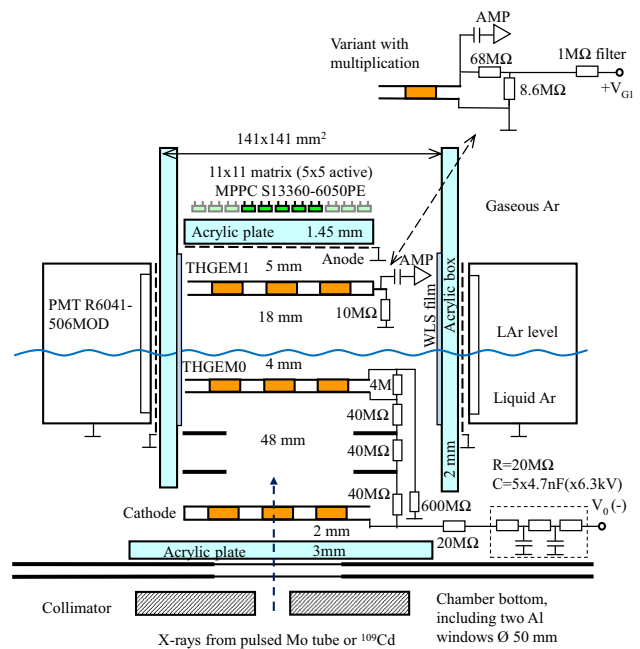 AMP
Variant with
multiplication
68MΩ
1MΩ filter
8.6MΩ
+V_G1
141x141 mm²
11x11 matrix (5x5 active)
MPPC S13360-6050PE
Gaseous Ar
Acrylic plate 1.45 mm
Anode
AMP
THGEM1
5 mm
PMT R6041-
506MOD
10MΩ
18 mm
WLS film
Acrylic box
LAr level
THGEM0
4 mm
4M
Liquid Ar
40MΩ
48 mm
40MΩ
2 mm
R=20MΩ
C=5x4.7nF(x6.3kV)
40MΩ
600MΩ
V₀ (-)
Cathode
2 mm
20MΩ
Acrylic plate 3mm
Collimator
Chamber bottom,
including two Al
windows Ø 50 mm
X-rays from pulsed Mo tube or ¹⁰⁹Cd